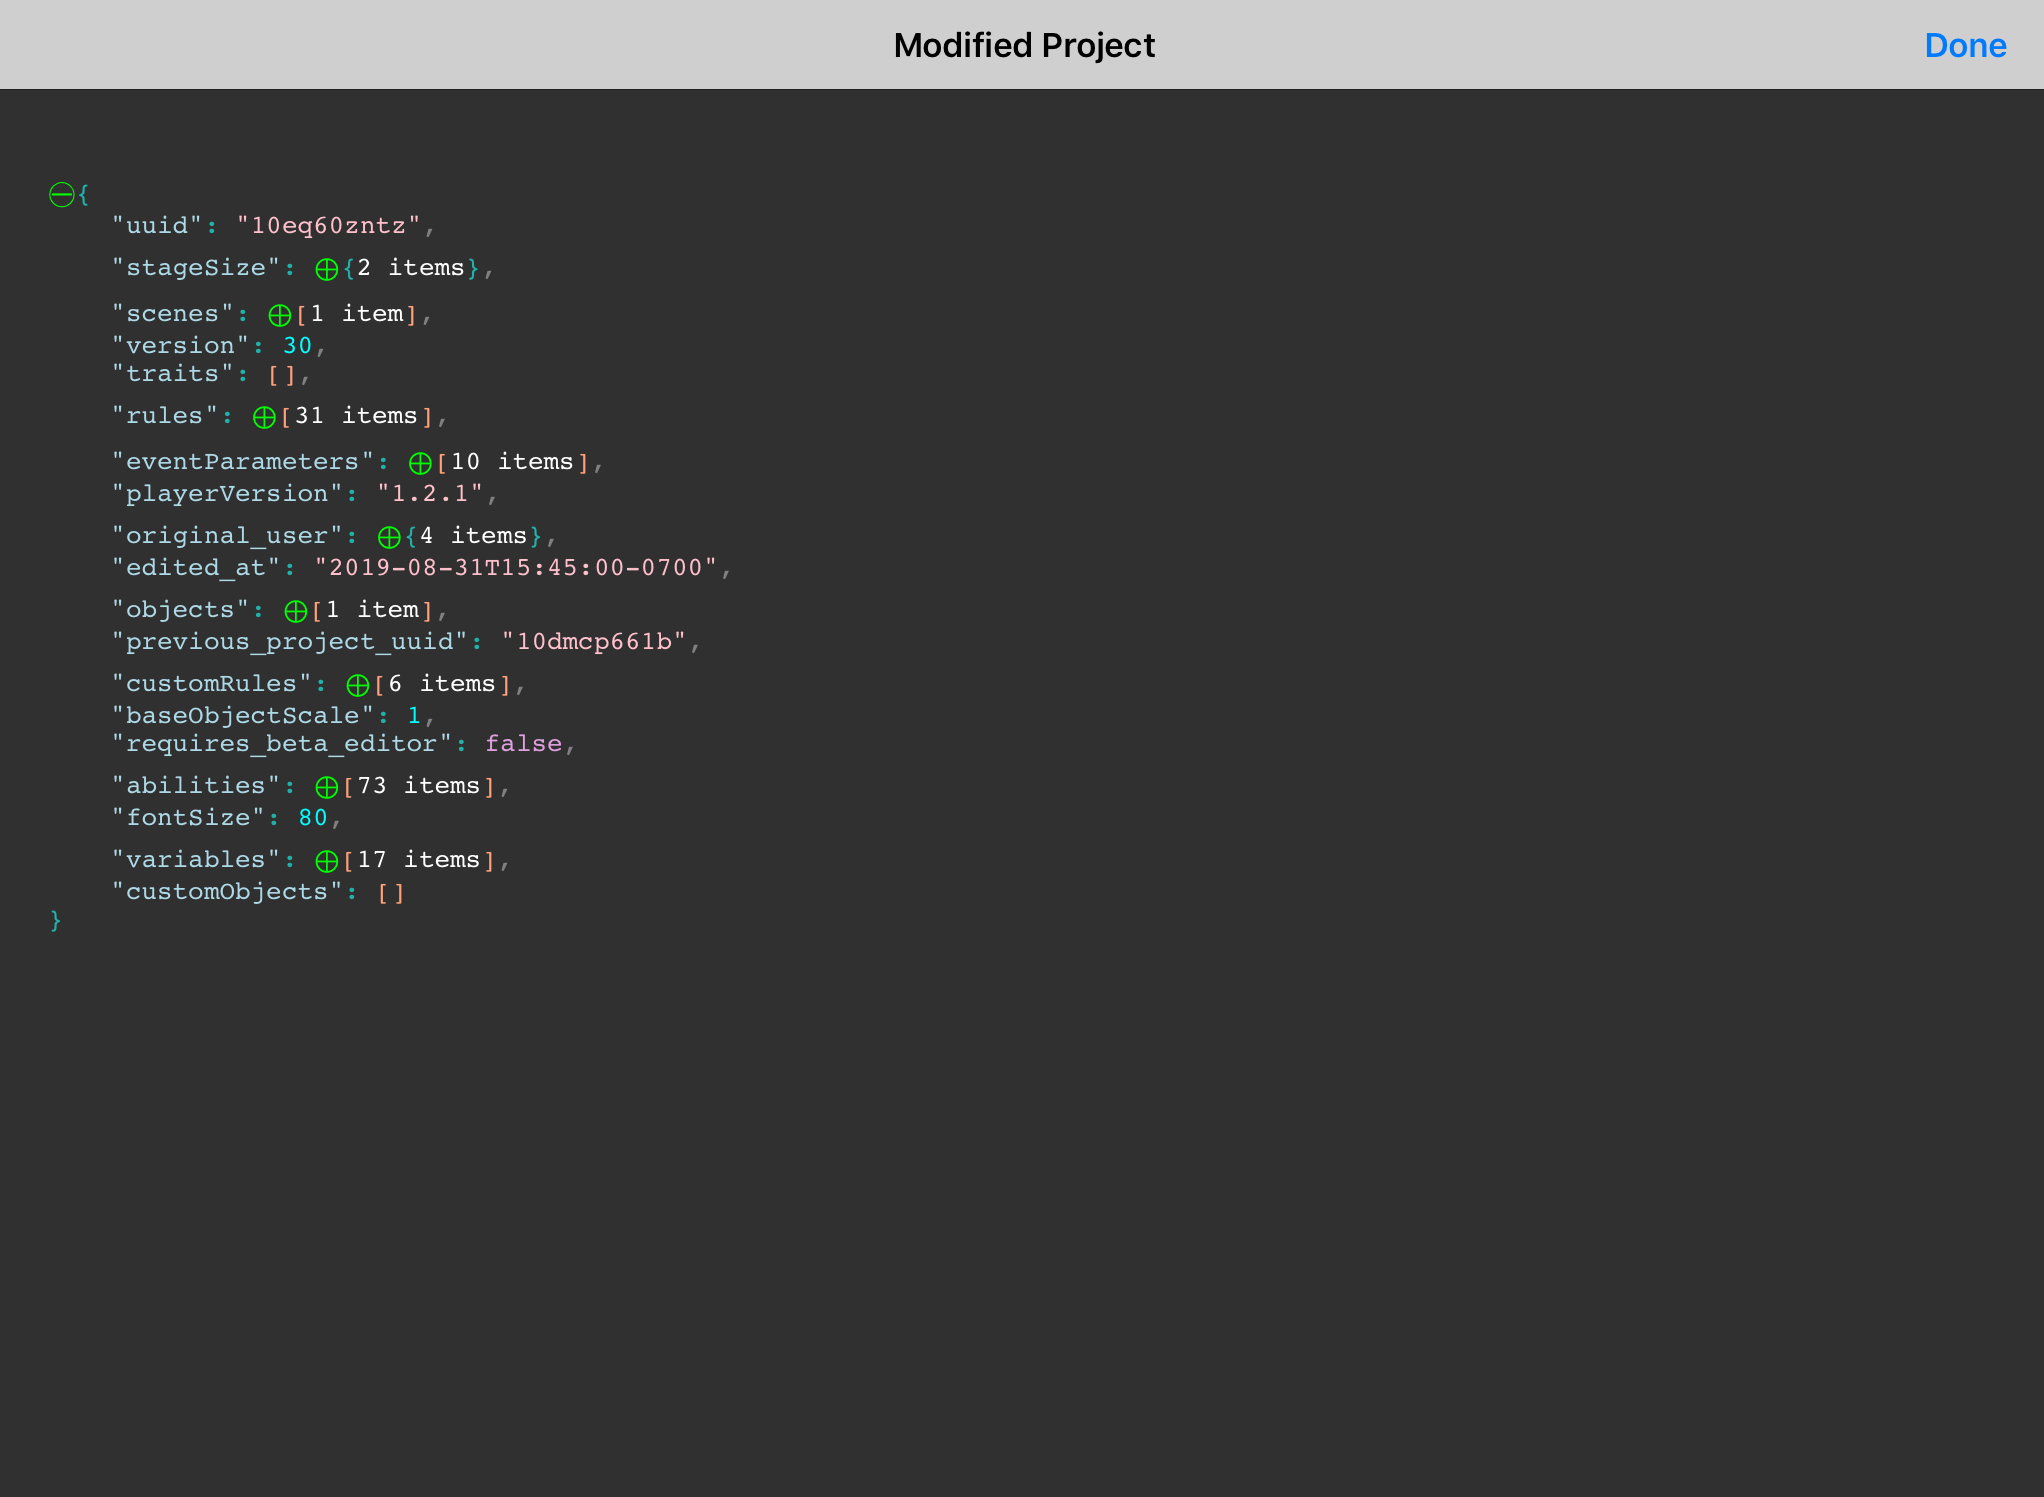 Modified Project
Done
{
"uuid": "10eq60zntz",
"stageSize": {2 items},
"scenes": [1 item],
"version": 30,
"traits": [],
"rules": [31 items],
"eventParameters": [10 items],
"playerVersion": "1.2.1",
"original_user": {4 items},
"edited_at": "2019-08-31T15:45:00-0700",
"objects": [1 item],
"previous_project_uuid": "10dmcp661b",
"customRules": [6 items],
"baseObjectScale": 1,
"requires_beta_editor": false,
"abilities": [73 items],
"fontSize": 80,
"variables": [17 items],
"customObjects": []
}